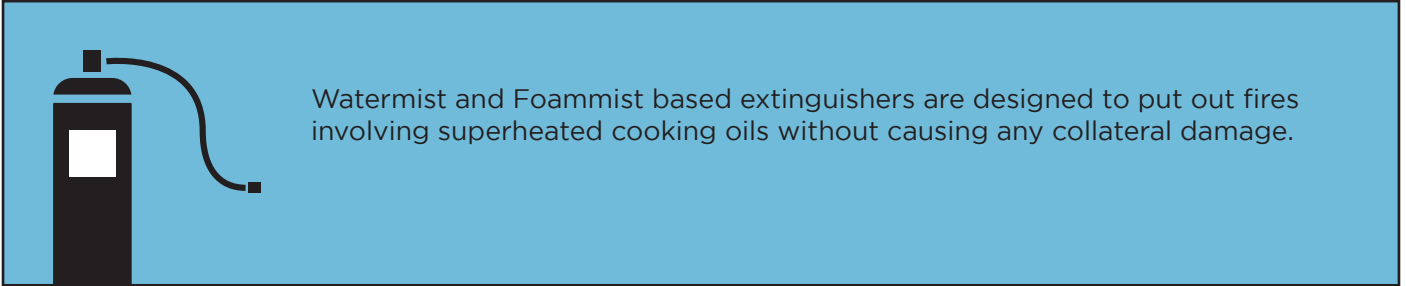 Watermist and Foammist based extinguishers are designed to put out fires
involving superheated cooking oils without causing any collateral damage.